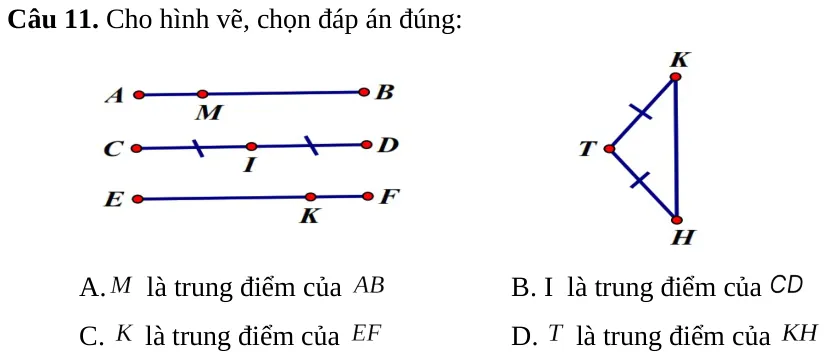 Câu 11. Cho hình vẽ, chọn đáp án đúng:
K
A B
M
C D
T
I
E F
K
H
A. M là trung điểm của AB B. I là trung điểm của CD
C. K là trung điểm của EF D. T là trung điểm của KH